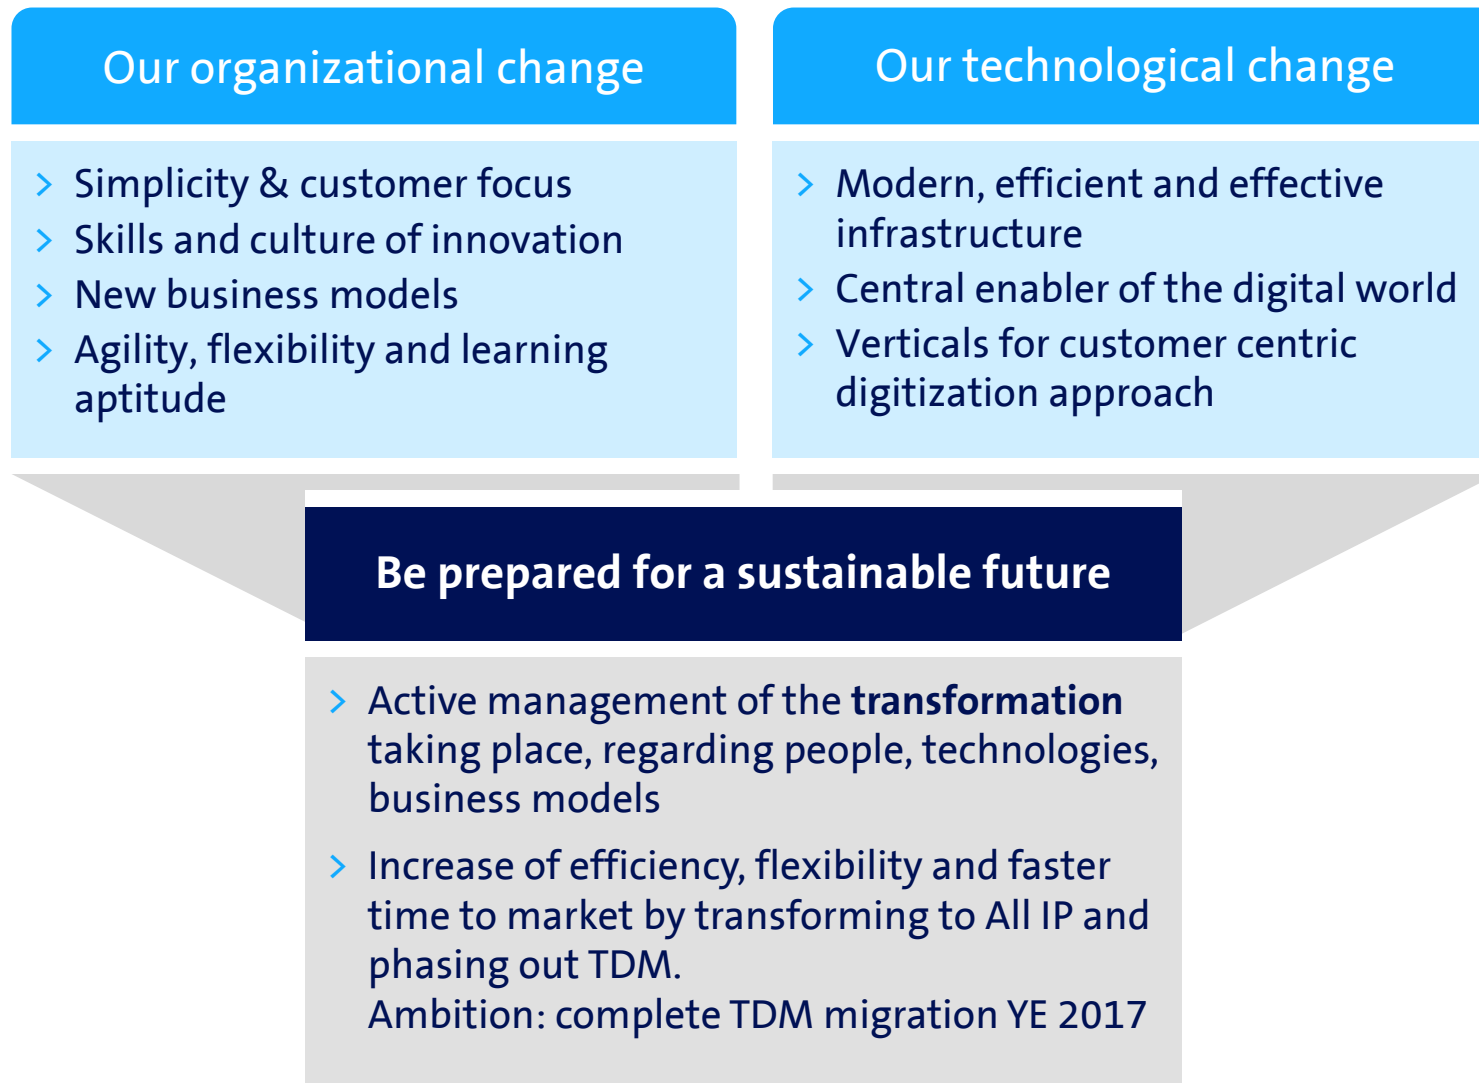 Our organizational change
> Simplicity & customer focus
> Skills and culture of innovation
> New business models
> Agility, flexibility and learning
aptitude
Our technological change
> Modern, efficient and effective
infrastructure
> Central enabler of the digital world
> Verticals for customer centric
digitization approach
Be prepared for a sustainable future
> Active management of the transformation
taking place, regarding people, technologies,
business models
> Increase of efficiency, flexibility and faster
time to market by transforming to All IP and
phasing out TDM.
Ambition: complete TDM migration YE 2017